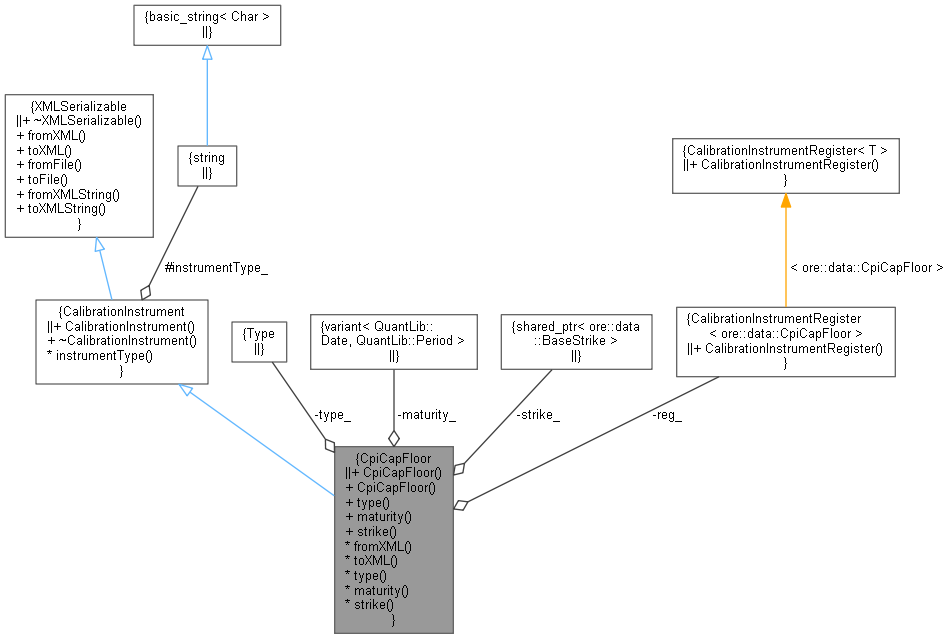 {basic_string< Char >
||}
{XMLSerializable
||+ ~XMLSerializable()
+ fromXML()
+ toXML()
+ fromFile()
+ toFile()
+ fromXMLString()
+ toXMLString()
}
{string
||}
{CalibrationInstrumentRegister< T >
||+ CalibrationInstrumentRegister()
}
#instrumentType_
< ore::data::CpiCapFloor >
{CalibrationInstrument
||+ CalibrationInstrument()
+ ~CalibrationInstrument()
* instrumentType()
}
{Type
||}
{variant< QuantLib::
Date, QuantLib::Period >
||}
{shared_ptr< ore::data
::BaseStrike >
||}
{CalibrationInstrumentRegister
< ore::data::CpiCapFloor >
||+ CalibrationInstrumentRegister()
}
-type_
-maturity_
-strike_
-reg_
{CpiCapFloor
||+ CpiCapFloor()
+ CpiCapFloor()
+ type()
+ maturity()
+ strike()
* fromXML()
* toXML()
* type()
* maturity()
* strike()
}